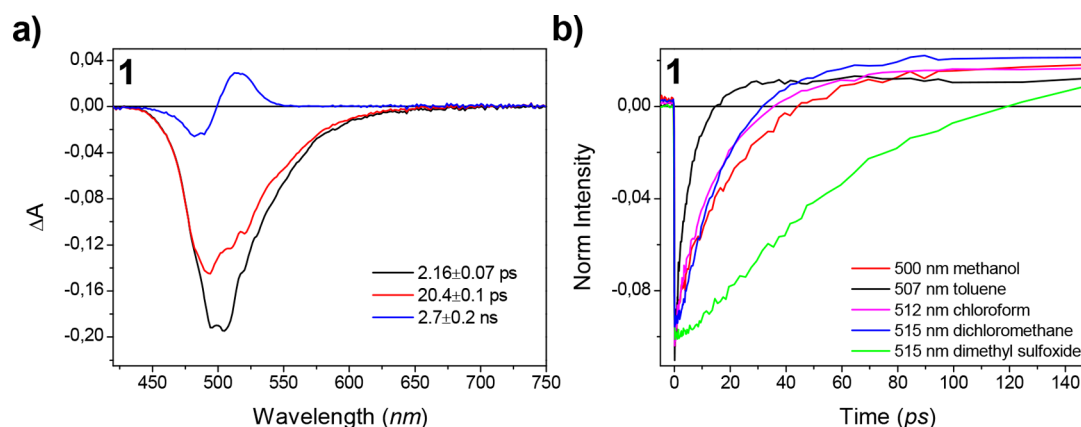 a)
1
0,04
0,00
-0,04
-0,08
-0,12
-0,16
-0,20
ΔA
2.16±0.07 ps
20.4±0.1 ps
2.7±0.2 ns
450 500 550 600 650 700 750
Wavelength (nm)
b)
1
0,00
-0,04
-0,08
Norm Intensity
500 nm methanol
507 nm toluene
512 nm chloroform
515 nm dichloromethane
515 nm dimethyl sulfoxide
0 20 40 60 80 100 120 140
Time (ps)